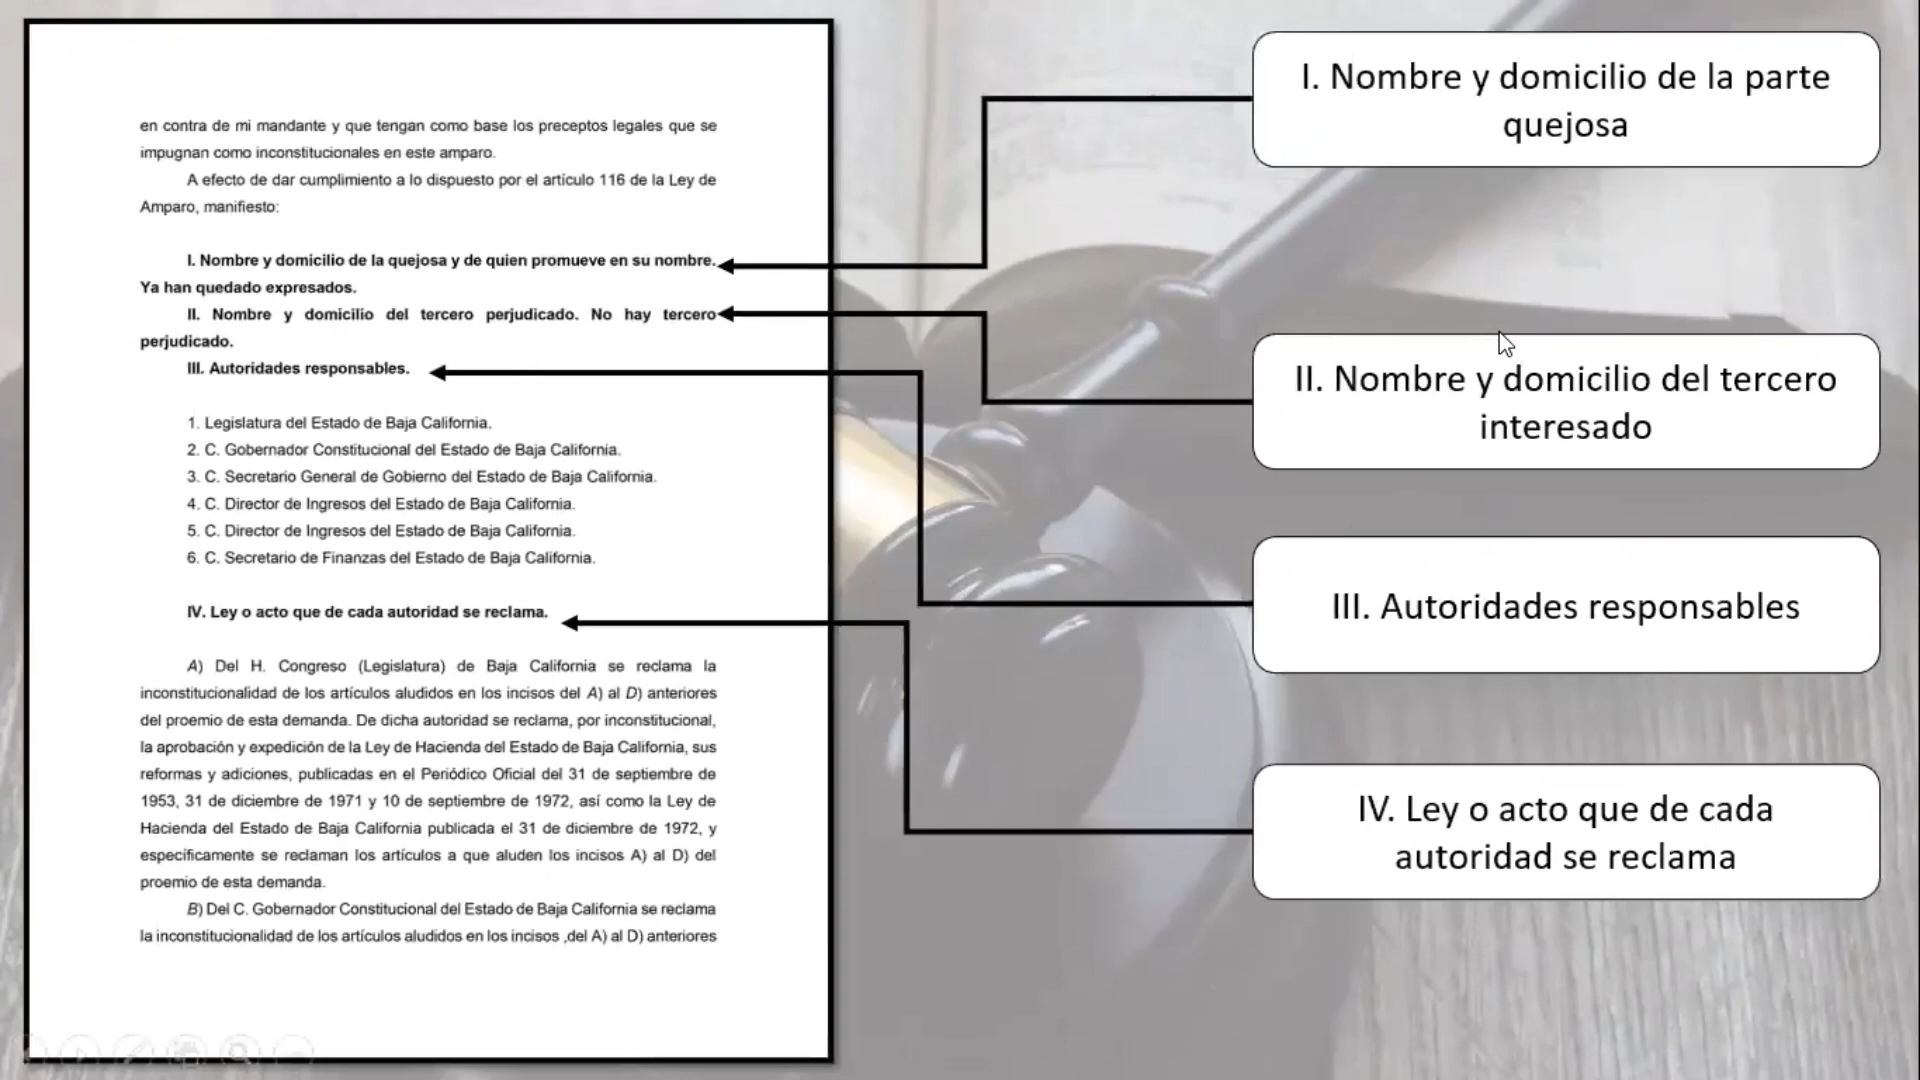 en contra de mi mandante y que tengan como base los preceptos legales que se
impugnan como inconstitucionales en este amparo.
A efecto de dar cumplimiento a lo dispuesto por el artículo 116 de la Ley de
Amparo, manifiesto:
I. Nombre y domicilio de la quejosa y de quien promueve en su nombre.
Ya han quedado expresados.
II. Nombre y domicilio del tercero perjudicado. No hay tercero
perjudicado.
III. Autoridades responsables.
1. Legislatura del Estado de Baja California.
2. C. Gobernador Constitucional del Estado de Baja California.
3. C. Secretario General de Gobierno del Estado de Baja California.
4. C. Director de Ingresos del Estado de Baja California.
5. C. Director de Ingresos del Estado de Baja California.
6. C. Secretario de Finanzas del Estado de Baja California.
IV. Ley o acto que de cada autoridad se reclama.
A) Del H. Congreso (Legislatura) de Baja California se reclama la
inconstitucionalidad de los artículos aludidos en los incisos del A) al D) anteriores
del proemio de esta demanda. De dicha autoridad se reclama, por inconstitucional,
la aprobación y expedición de la Ley de Hacienda del Estado de Baja California, sus
reformas y adiciones, publicadas en el Periódico Oficial del 31 de septiembre de
1953, 31 de diciembre de 1971 y 10 de septiembre de 1972, así como la Ley de
Hacienda del Estado de Baja California publicada el 31 de diciembre de 1972, y
específicamente se reclaman los artículos a que aluden los incisos A) al D) del
proemio de esta demanda.
B) Del C. Gobernador Constitucional del Estado de Baja California se reclama
la inconstitucionalidad de los artículos aludidos en los incisos ,del A) al D) anteriores
I. Nombre y domicilio de la parte
quejosa
II. Nombre y domicilio del tercero
interesado
III. Autoridades responsables
IV. Ley o acto que de cada
autoridad se reclama